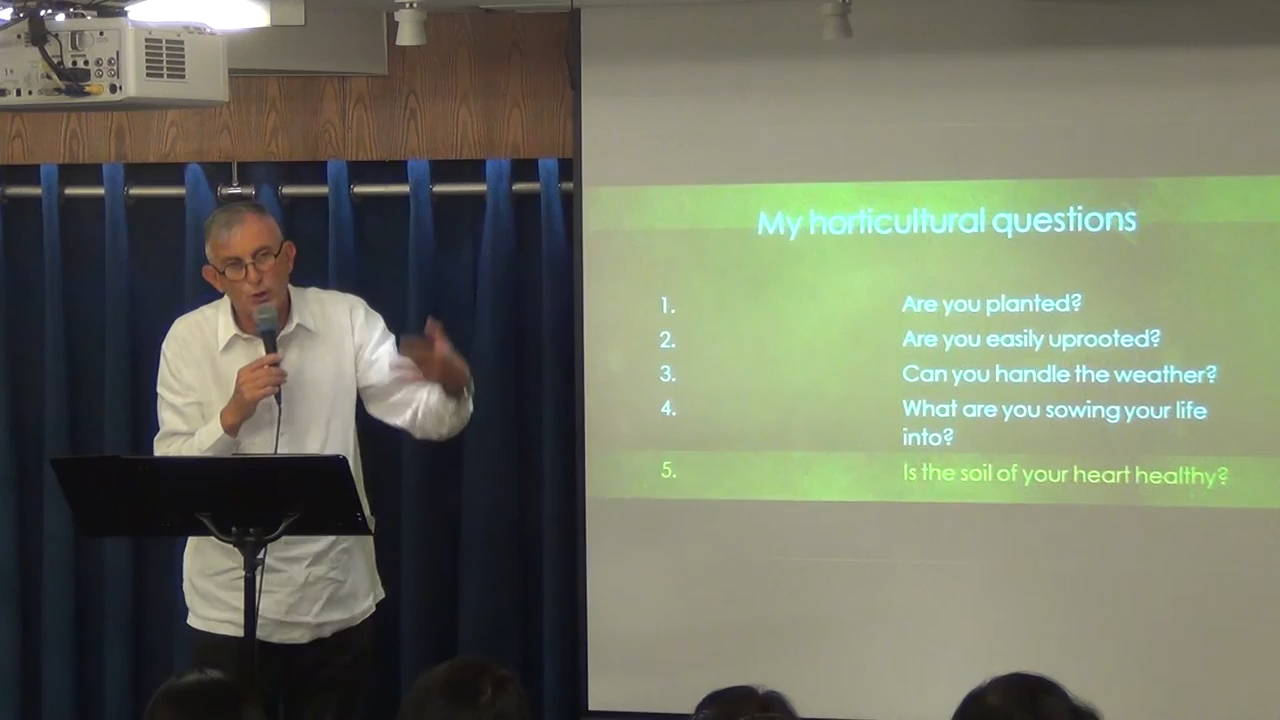 My horticultural questions
1. Are you planted?
2. Are you easily uprooted?
3. Can you handle the weather?
4. What are you sowing your life
into?
5. Is the soil of your heart healthy?